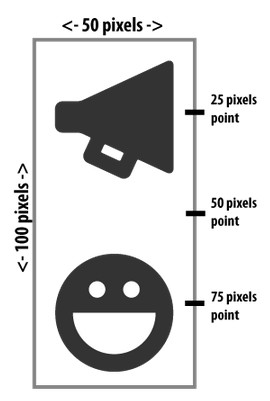 <- 50 pixels ->
25 pixels
point
<- 100 pixels ->
50 pixels
point
75 pixels
point